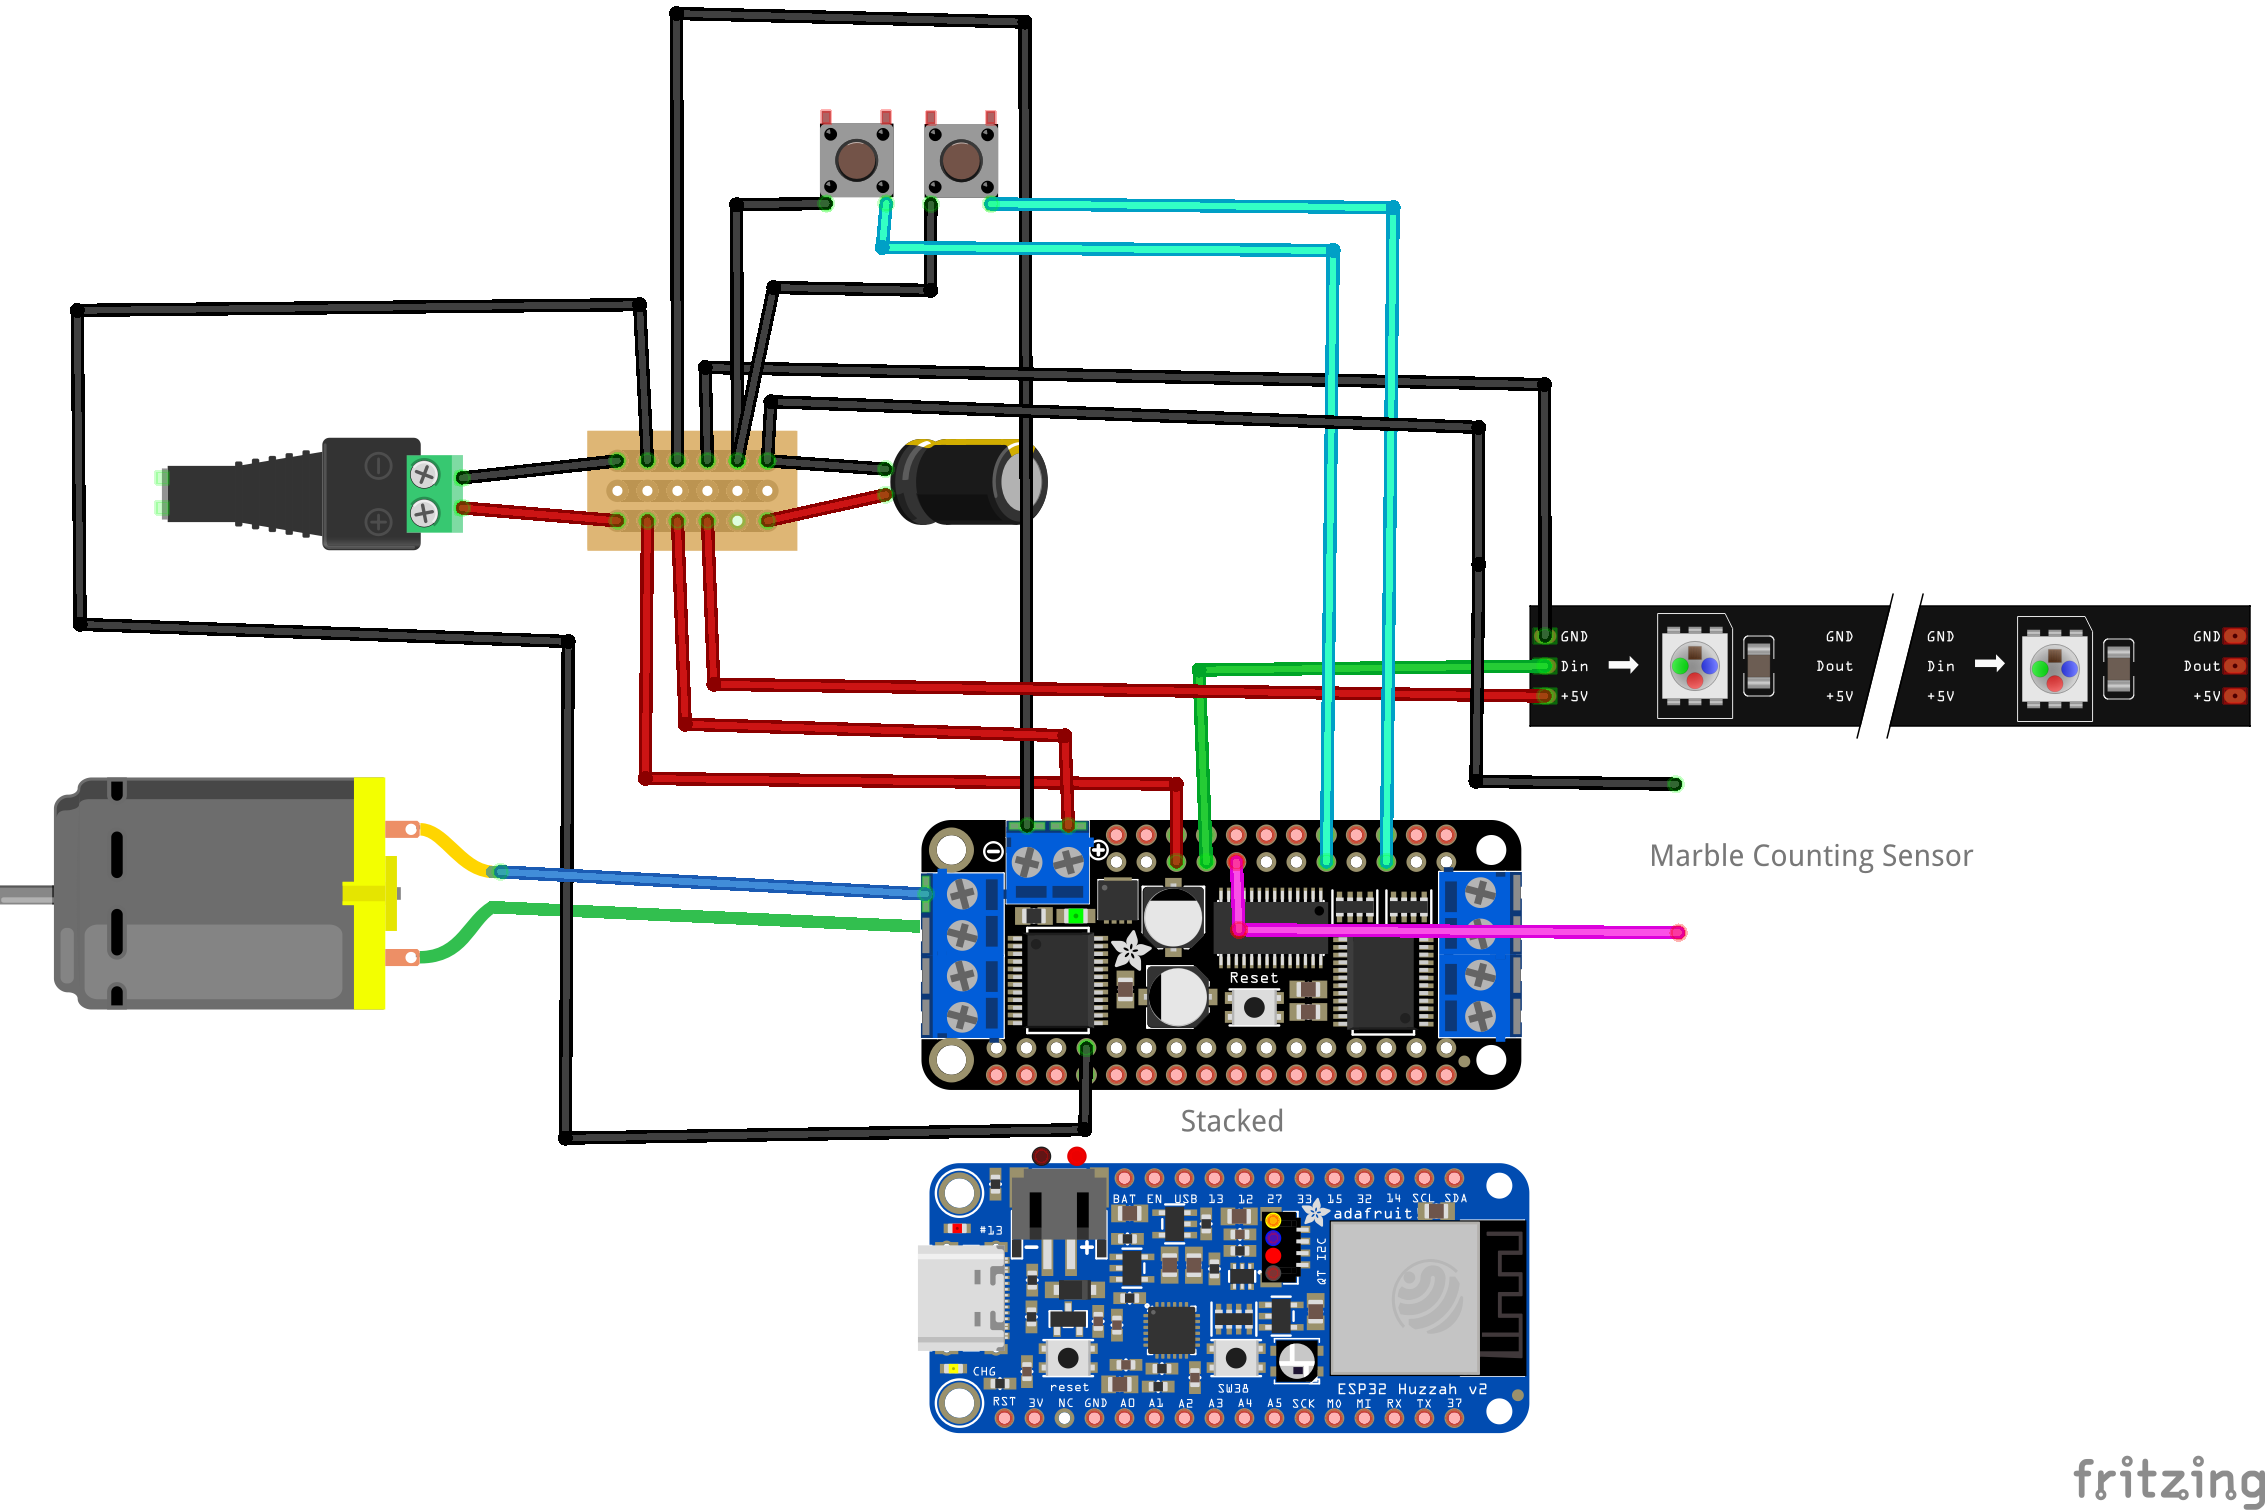 GND
Din
+5V
GND
Dout
+5V
GND
Din
+5V
GND
Dout
+5V
Marble Counting Sensor
Reset
Stacked
BAT EN USB 13 12 27 33 15 32 14 SCL SDA
adafruit
#13
QT I2C
CHG
reset
SW38
ESP32 Huzzah v2
RST 3V NC GND A0 A1 A2 A3 A4 A5 SCK MO MI RX TX 37
fritzing